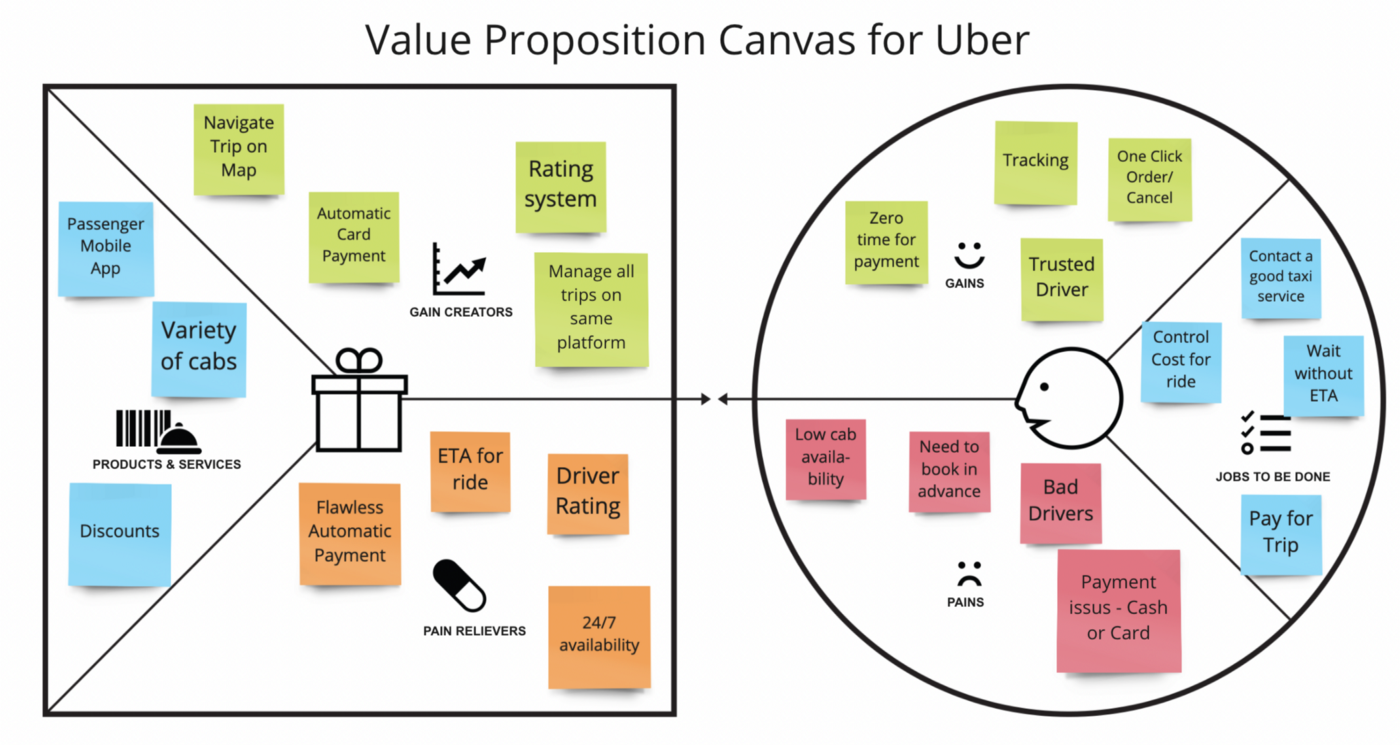 Value Proposition Canvas for Uber
Navigate
Trip on
Map
Automatic
Card
Payment
Rating
system
Manage all
trips on
same
platform
GAIN CREATORS
Passenger
Mobile
App
Variety
of cabs
PRODUCTS & SERVICES
Discounts
ETA for
ride
Driver
Rating
Flawless
Automatic
Payment
PAIN RELIEVERS
24/7
availability
Tracking
One Click
Order/
Cancel
Zero
time for
payment
Trusted
Driver
GAINS
Contact a
good taxi
service
Control
Cost for
ride
Wait
without
ETA
JOBS TO BE DONE
Pay for
Trip
Low cab
availa-
bility
Need to
book in
advance
Bad
Drivers
PAINS
Payment
issus - Cash
or Card